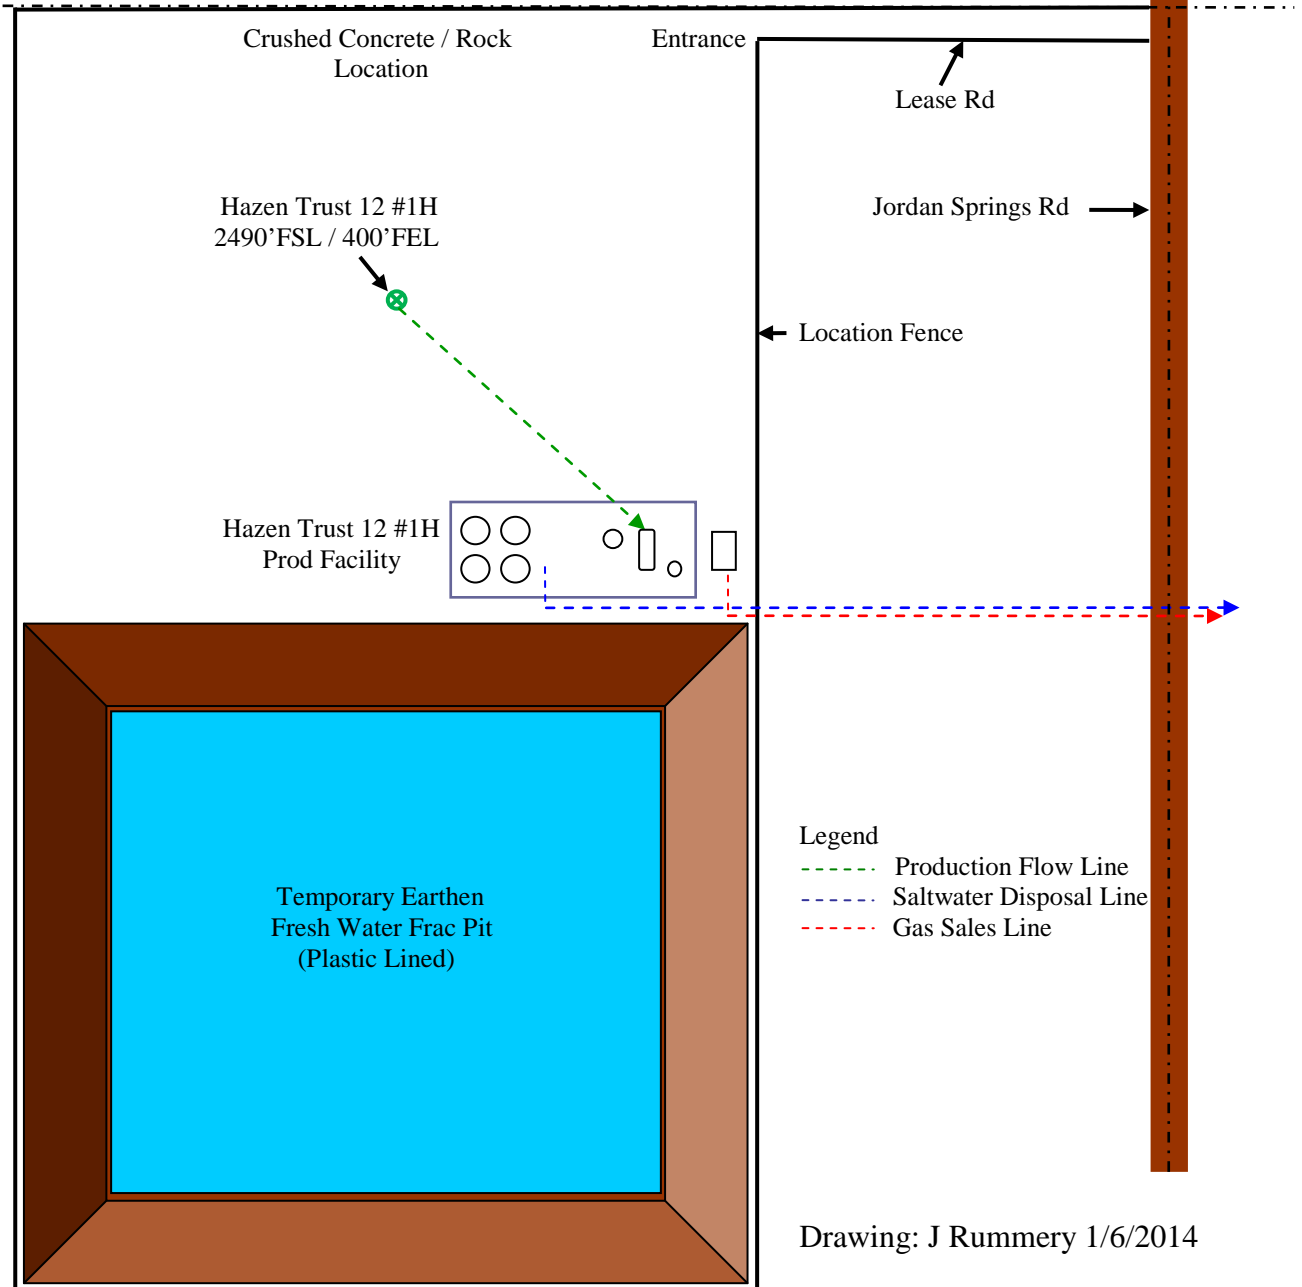 Crushed Concrete / Rock
Location
Entrance
Lease Rd
Hazen Trust 12 #1H
2490'FSL / 400'FEL
Jordan Springs Rd
Location Fence
Hazen Trust 12 #1H
Prod Facility
Legend
Production Flow Line
Saltwater Disposal Line
Gas Sales Line
Temporary Earthen
Fresh Water Frac Pit
(Plastic Lined)
Drawing: J Rummery 1/6/2014